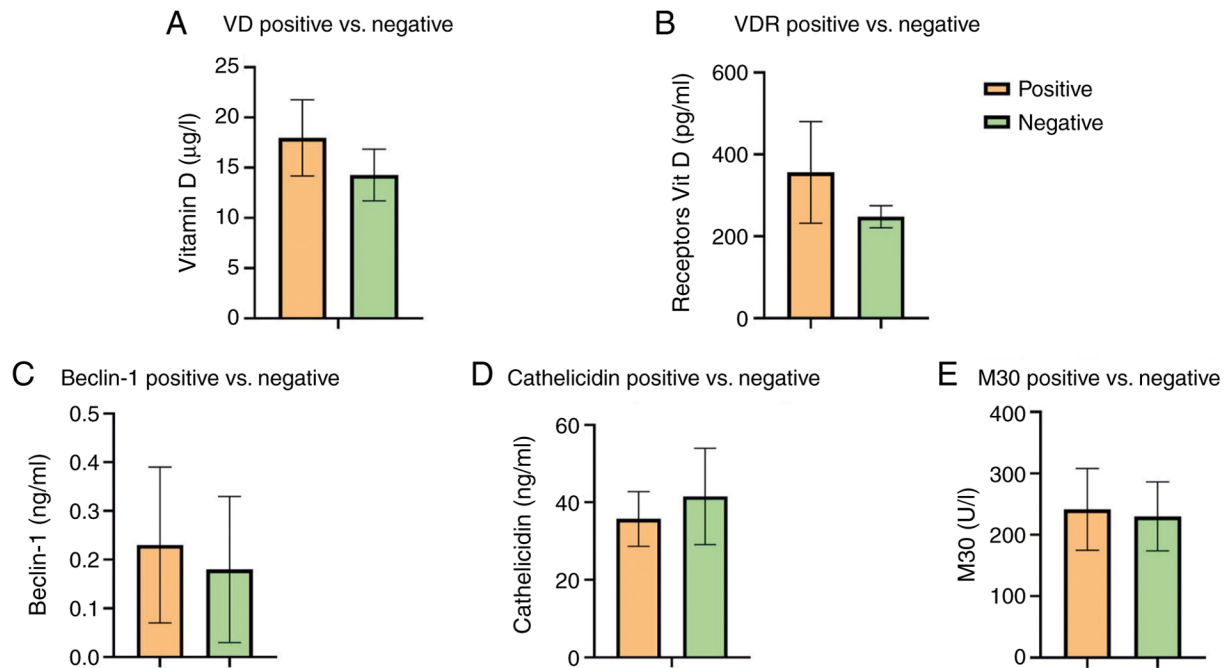 A VD positive vs. negative
Vitamin D (μg/l)
25
20
15
10
5
0
B VDR positive vs. negative
Receptors Vit D (pg/ml)
600
400
200
0
Positive
Negative
C Beclin-1 positive vs. negative
Beclin-1 (ng/ml)
0.5
0.4
0.3
0.2
0.1
0.0
D Cathelicidin positive vs. negative
Cathelicidin (ng/ml)
60
40
20
0
E M30 positive vs. negative
M30 (U/l)
400
300
200
100
0